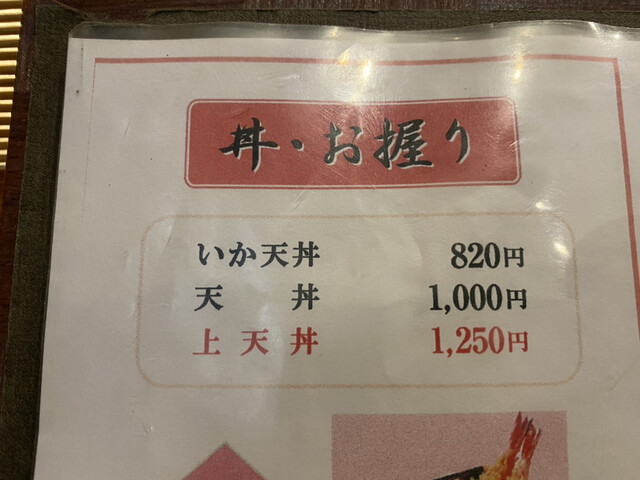 丼・お握り
いか天丼 820円
天丼 1,000円
上天丼 1,250円